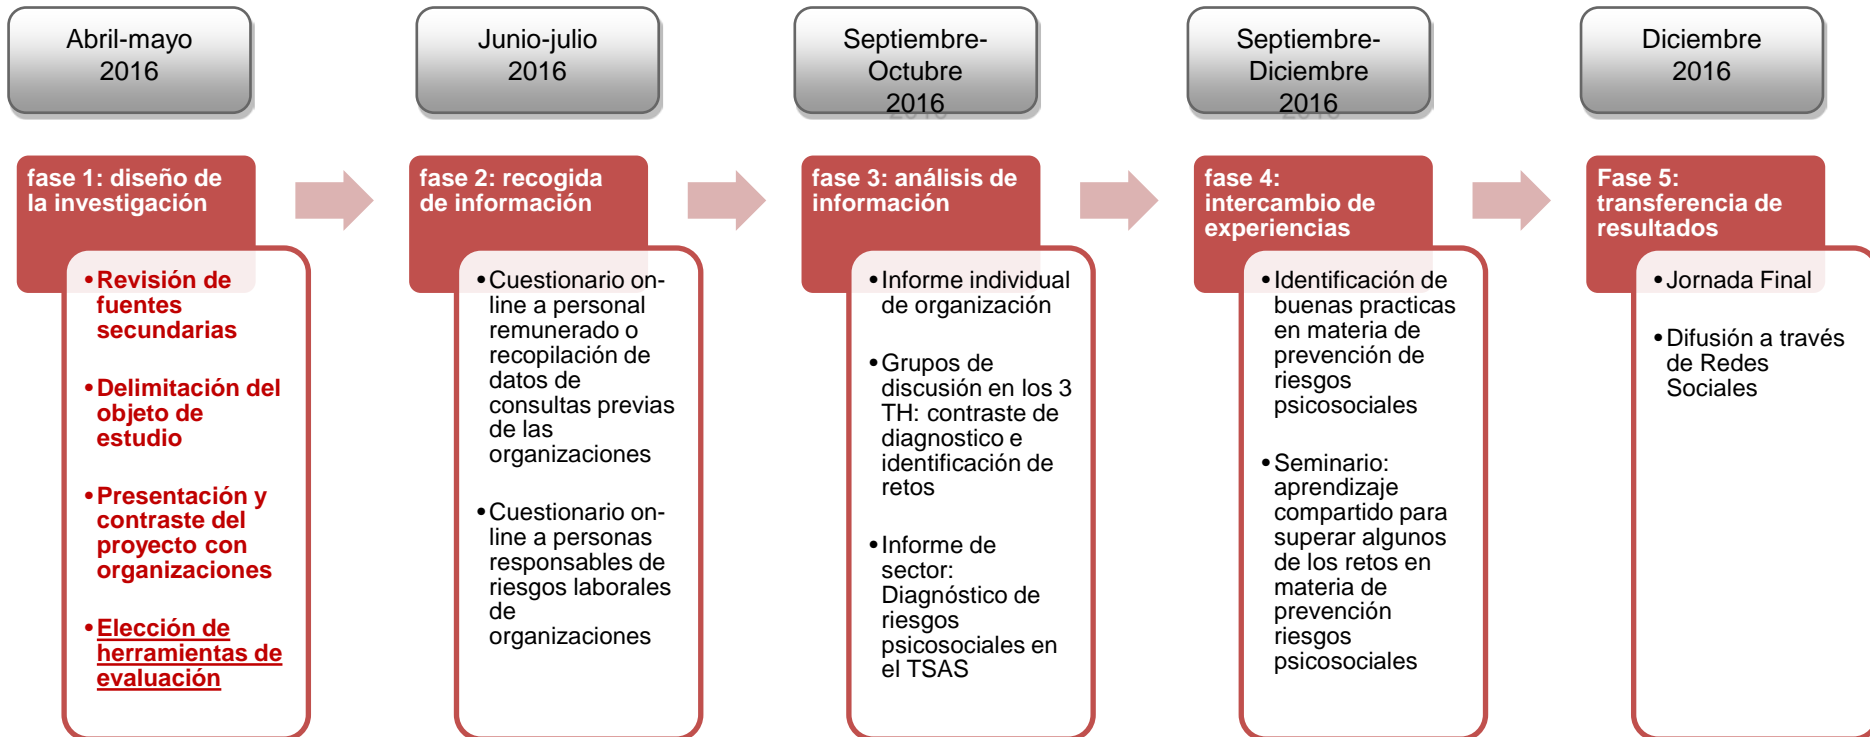 Abril-mayo
2016
Junio-julio
2016
Septiembre-
Octubre
2016
Septiembre-
Diciembre
2016
Diciembre
2016
fase 1: diseño de
la investigación
• Revisión de
fuentes
secundarias
• Delimitación del
objeto de
estudio
• Presentación y
contraste del
proyecto con
organizaciones
• Elección de
herramientas de
evaluación
fase 2: recogida
de información
• Cuestionario on-
line a personal
remunerado o
recopilación de
datos de
consultas previas
de las
organizaciones
• Cuestionario on-
line a personas
responsables de
riesgos laborales
de
organizaciones
fase 3: análisis de
información
• Informe individual
de organización
• Grupos de
discusión en los 3
TH: contraste de
diagnostico e
identificación de
retos
• Informe de
sector:
Diagnóstico de
riesgos
psicosociales en
el TSAS
fase 4:
intercambio de
experiencias
• Identificación de
buenas practicas
en materia de
prevención de
riesgos
psicosociales
• Seminario:
aprendizaje
compartido para
superar algunos
de los retos en
materia de
prevención
riesgos
psicosociales
Fase 5:
transferencia de
resultados
• Jornada Final
• Difusión a través
de Redes
Sociales